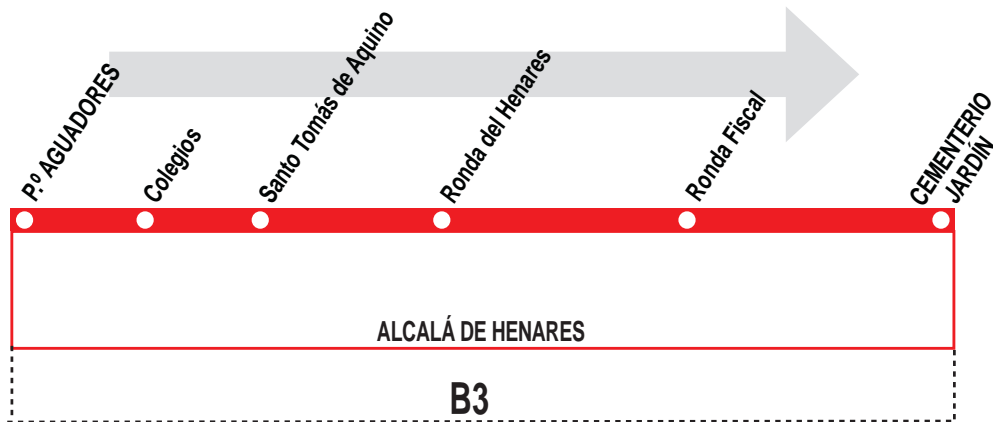 P.º AGUADORES
Colegios
Santo Tomás de Aquino
Ronda del Henares
Ronda Fiscal
CEMENTERIO
JARDÍN
ALCALÁ DE HENARES
B3